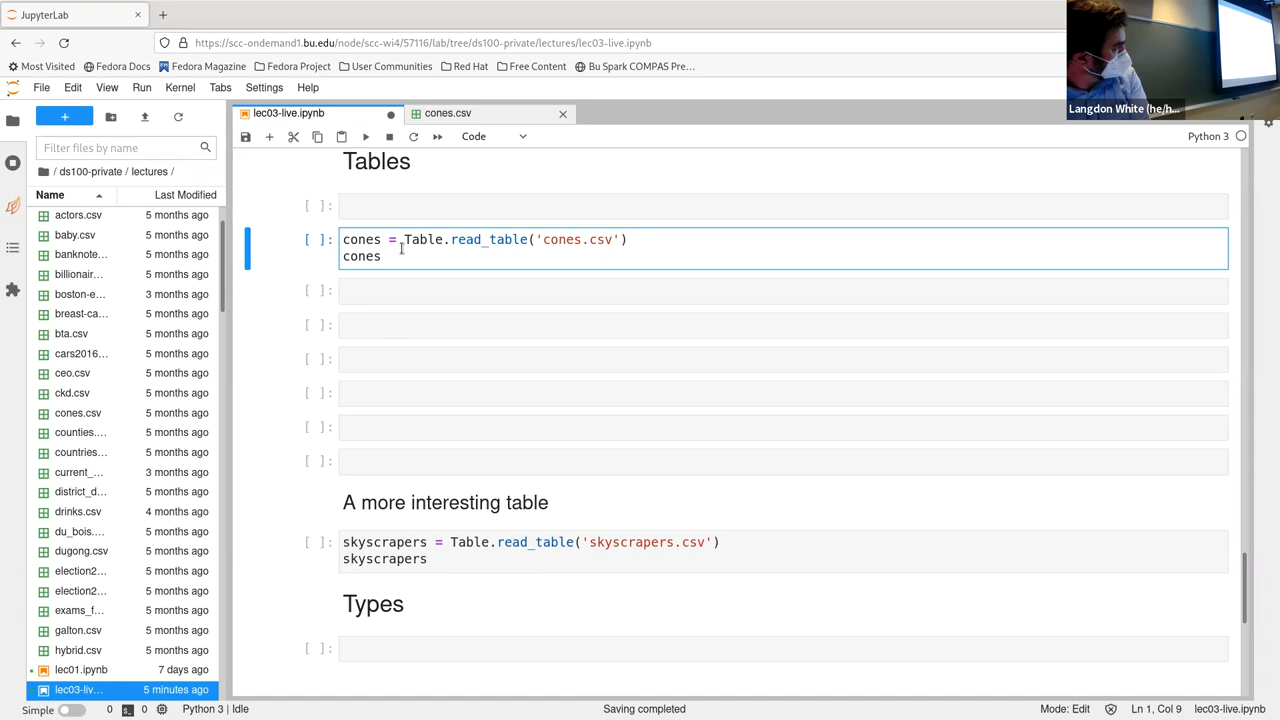 JupyterLab
https://scc-ondemand1.bu.edu/node/scc-wi4/57116/lab/tree/ds100-private/lectures/lec03-live.ipynb
Most Visited Fedora Docs Fedora Magazine Fedora Project User Communities Red Hat Free Content Bu Spark COMPAS Pre…
Langdon White (he/h...
File Edit View Run Kernel Tabs Settings Help
lec03-live.ipynb
cones.csv
Code
Python 3
Filter files by name
/ ds100-private / lectures /
Name Last Modified
actors.csv 5 months ago
baby.csv 5 months ago
banknote… 5 months ago
billionair… 5 months ago
boston-e… 3 months ago
breast-ca… 5 months ago
bta.csv 5 months ago
cars2016… 5 months ago
ceo.csv 5 months ago
ckd.csv 5 months ago
cones.csv 5 months ago
counties.… 5 months ago
countries… 5 months ago
current_… 3 months ago
district_d… 5 months ago
drinks.csv 4 months ago
du_bois.… 5 months ago
dugong.csv 5 months ago
election2… 5 months ago
election2… 5 months ago
exams_f… 5 months ago
galton.csv 5 months ago
hybrid.csv 5 months ago
lec01.ipynb 7 days ago
lec03-liv… 5 minutes ago
Tables
[ ]:
[ ]: cones = Table.read_table('cones.csv')
cones
[ ]:
[ ]:
[ ]:
[ ]:
[ ]:
[ ]:
A more interesting table
[ ]: skyscrapers = Table.read_table('skyscrapers.csv')
skyscrapers
Types
[ ]:
Simple 0 0 Python 3 | Idle Saving completed Mode: Edit Ln 1, Col 9 lec03-live.ipynb